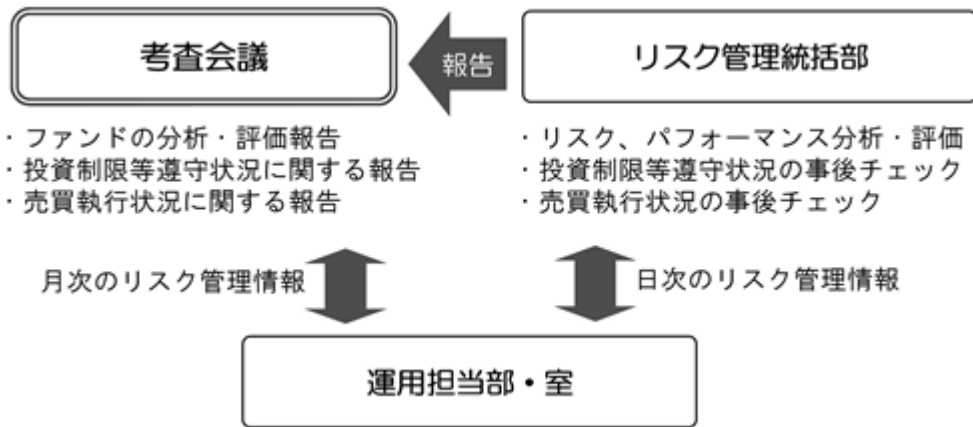 考査会議
報告
リスク管理統括部
・ファンドの分析・評価報告
・投資制限等遵守状況に関する報告
・売買執行状況に関する報告
・リスク、パフォーマンス分析・評価
・投資制限等遵守状況の事後チェック
・売買執行状況の事後チェック
月次のリスク管理情報
日次のリスク管理情報
運用担当部・室